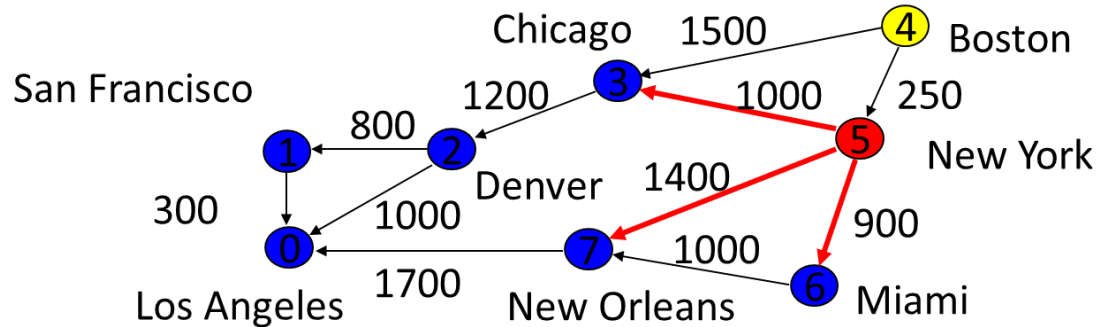 4
Boston
Chicago
1500
San Francisco
3
1200
1000
250
800
5
New York
1
2
Denver
1400
300
1000
900
0
7
1000
6
Miami
1700
Los Angeles
New Orleans